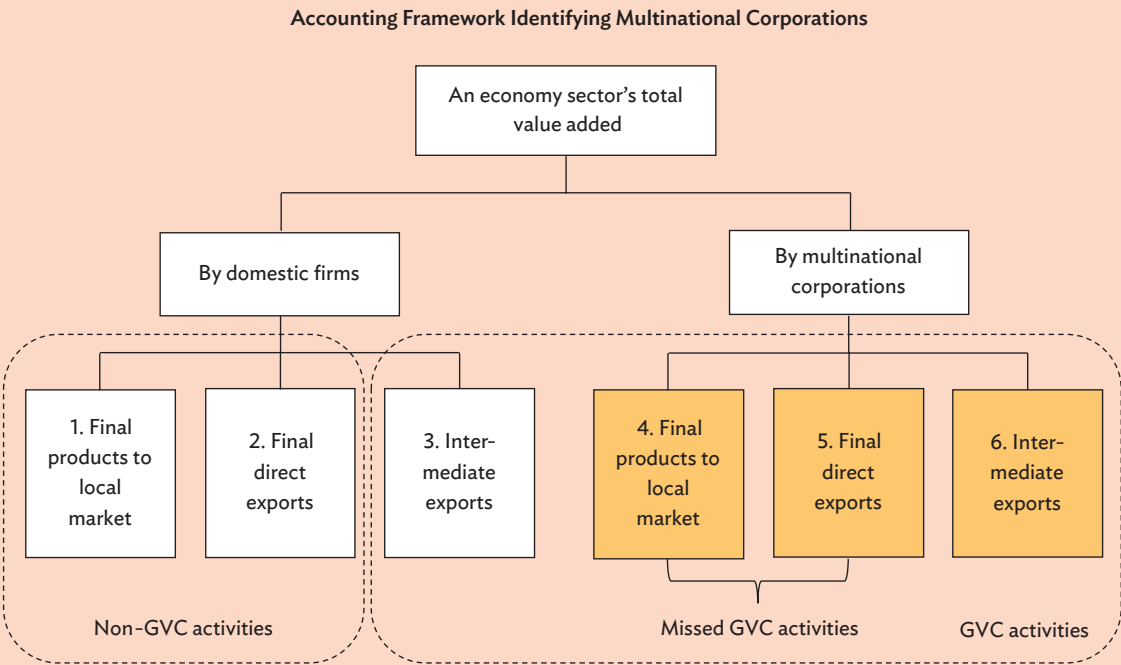 Accounting Framework Identifying Multinational Corporations
An economy sector's total
value added
By domestic firms
By multinational
corporations
1. Final
products to
local
market
2. Final
direct
exports
3. Inter-
mediate
exports
4. Final
products to
local
market
5. Final
direct
exports
6. Inter-
mediate
exports
Non-GVC activities
Missed GVC activities
GVC activities